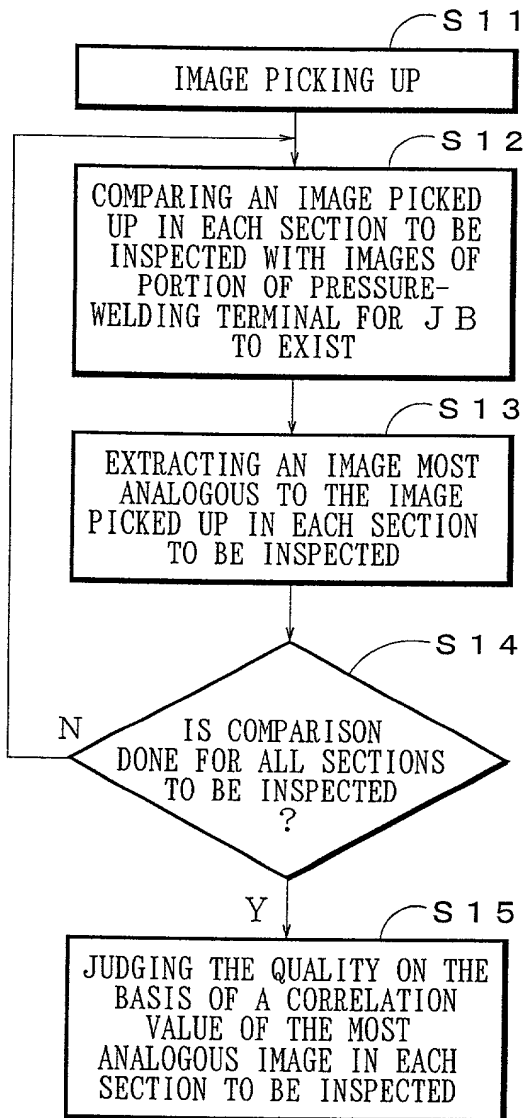 S11
IMAGE PICKING UP
S12
COMPARING AN IMAGE PICKED
UP IN EACH SECTION TO BE
INSPECTED WITH IMAGES OF
PORTION OF PRESSURE-
WELDING TERMINAL FOR JB
TO EXIST
S13
EXTRACTING AN IMAGE MOST
ANALOGOUS TO THE IMAGE
PICKED UP IN EACH SECTION
TO BE INSPECTED
S14
N
IS COMPARISON
DONE FOR ALL SECTIONS
TO BE INSPECTED
?
Y
S15
JUDGING THE QUALITY ON THE
BASIS OF A CORRELATION
VALUE OF THE MOST
ANALOGOUS IMAGE IN EACH
SECTION TO BE INSPECTED